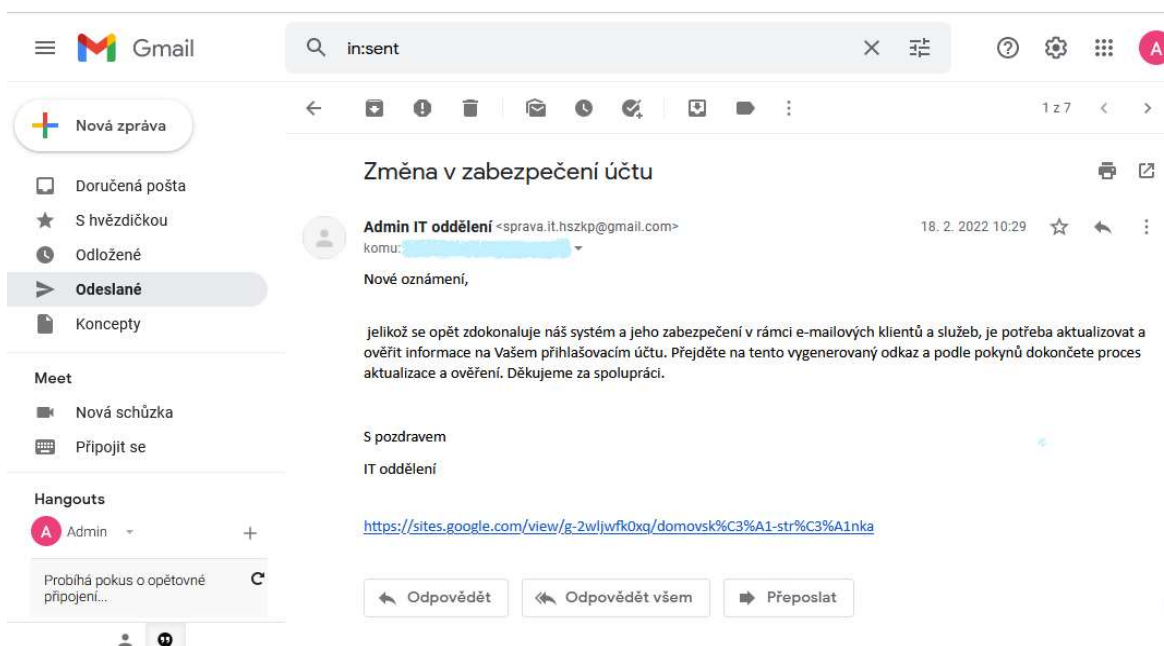 Gmail
in:sent
A
Nová zpráva
1 z 7
Doručená pošta
S hvězdičkou
Odložené
Odeslané
Koncepty
Meet
Nová schůzka
Připojit se
Hangouts
A Admin
Probíhá pokus o opětovné
připojení...
Změna v zabezpečení účtu
Admin IT oddělení <sprava.it.hszkp@gmail.com>
18. 2. 2022 10:29
komu:
Nové oznámení,
jelikož se opět zdokonaluje náš systém a jeho zabezpečení v rámci e-mailových klientů a služeb, je potřeba aktualizovat a
ověřit informace na Vašem přihlašovacím účtu. Přejděte na tento vygenerovaný odkaz a podle pokynů dokončete proces
aktualizace a ověření. Děkujeme za spolupráci.
S pozdravem
IT oddělení
https://sites.google.com/view/g-2wljwfk0xq/domovsk%C3%A1-str%C3%A1nka
Odpovědět
Odpovědět všem
Přeposlat